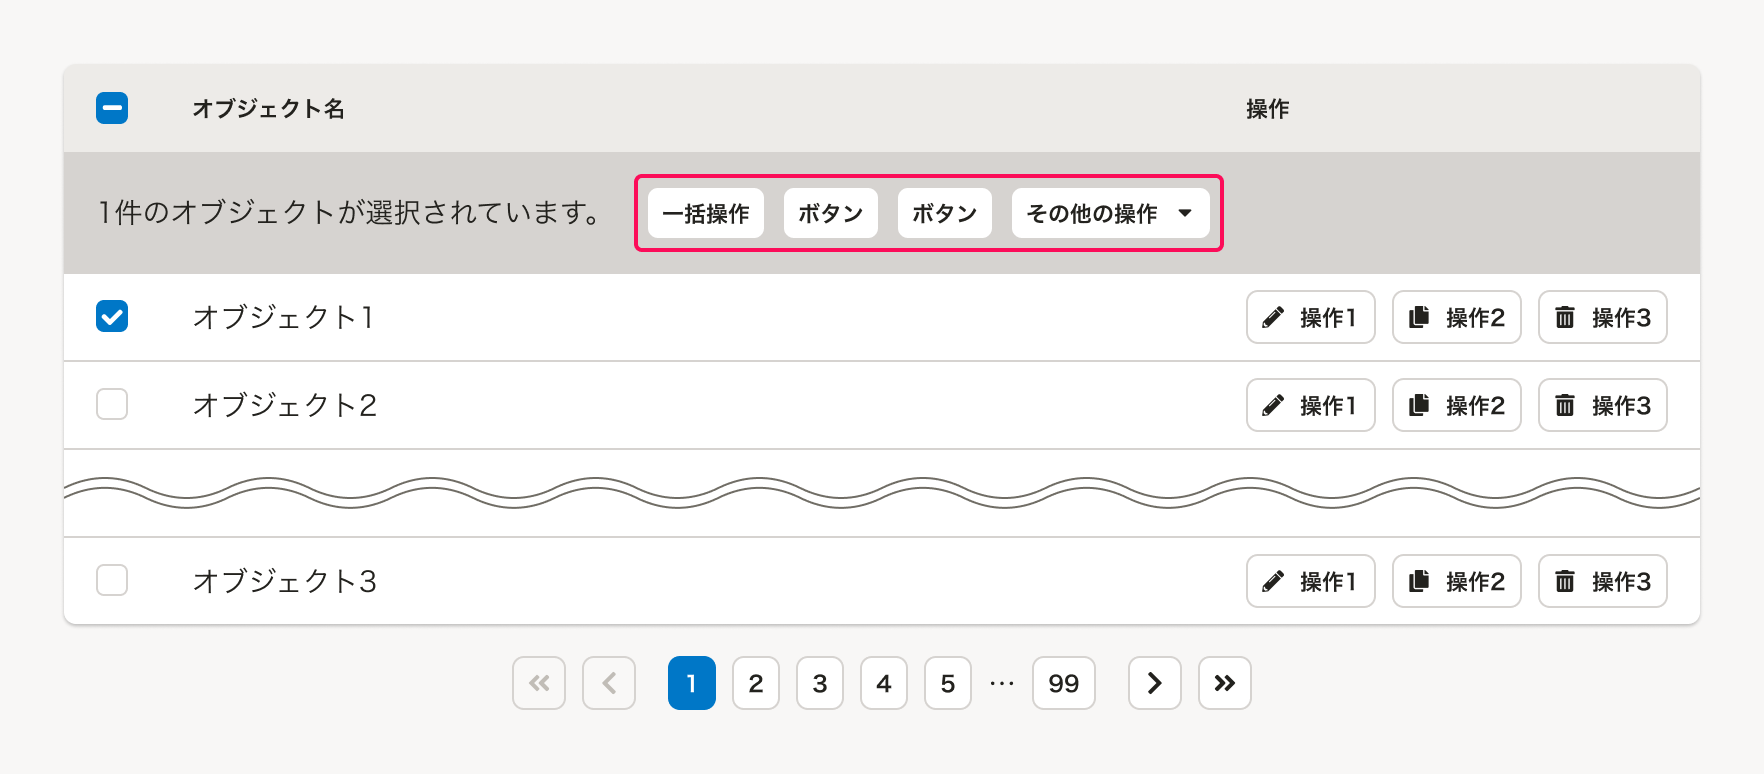 オブジェクト名 操作
1件のオブジェクトが選択されています。 一括操作 ボタン ボタン その他の操作
オブジェクト1 操作1 操作2 操作3
オブジェクト2 操作1 操作2 操作3
オブジェクト3 操作1 操作2 操作3
1 2 3 4 5 … 99